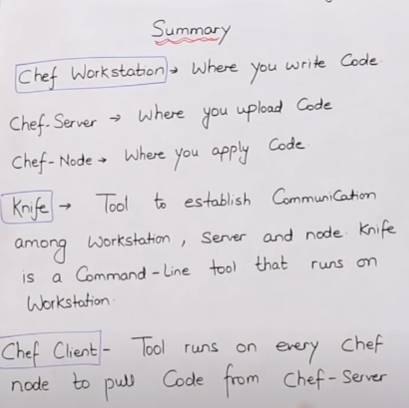 Summary
Chef Workstation → Where you write Code.
Chef-Server → Where you upload Code
Chef-Node → Where you apply Code.
Knife → Tool to establish Communication
among Workstation, Server and node. Knife
is a Command-Line tool that runs on
Workstation.
Chef Client - Tool runs on every Chef
node to pull Code from Chef-Server